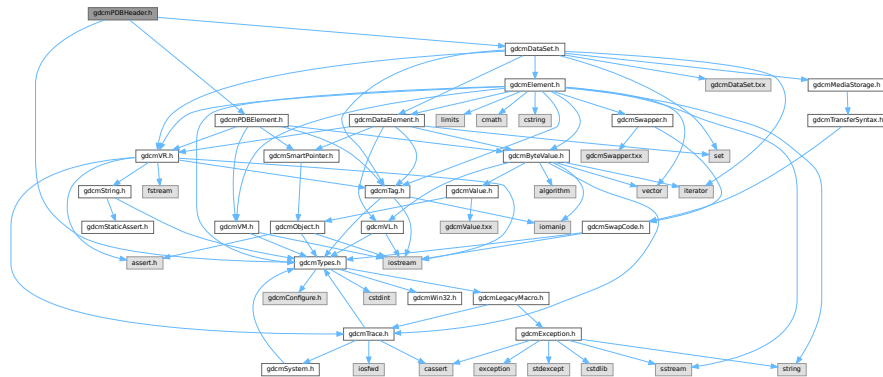 gdcmPDBHeader.h
gdcmDataSet.h
gdcmElement.h
gdcmDataSet.txx
gdcmMediaStorage.h
gdcmPDBElement.h
gdcmDataElement.h
limits
cmath
cstring
gdcmSwapper.h
gdcmTransferSyntax.h
gdcmVR.h
gdcmSmartPointer.h
gdcmByteValue.h
gdcmSwapper.txx
set
gdcmString.h
fstream
gdcmTag.h
gdcmValue.h
algorithm
vector
iterator
gdcmStaticAssert.h
gdcmVM.h
gdcmObject.h
gdcmVL.h
gdcmValue.txx
iomanip
gdcmSwapCode.h
assert.h
gdcmTypes.h
iostream
gdcmConfigure.h
cstdint
gdcmWin32.h
gdcmLegacyMacro.h
gdcmTrace.h
gdcmException.h
gdcmSystem.h
iosfwd
cassert
exception
stdexcept
cstdlib
sstream
string